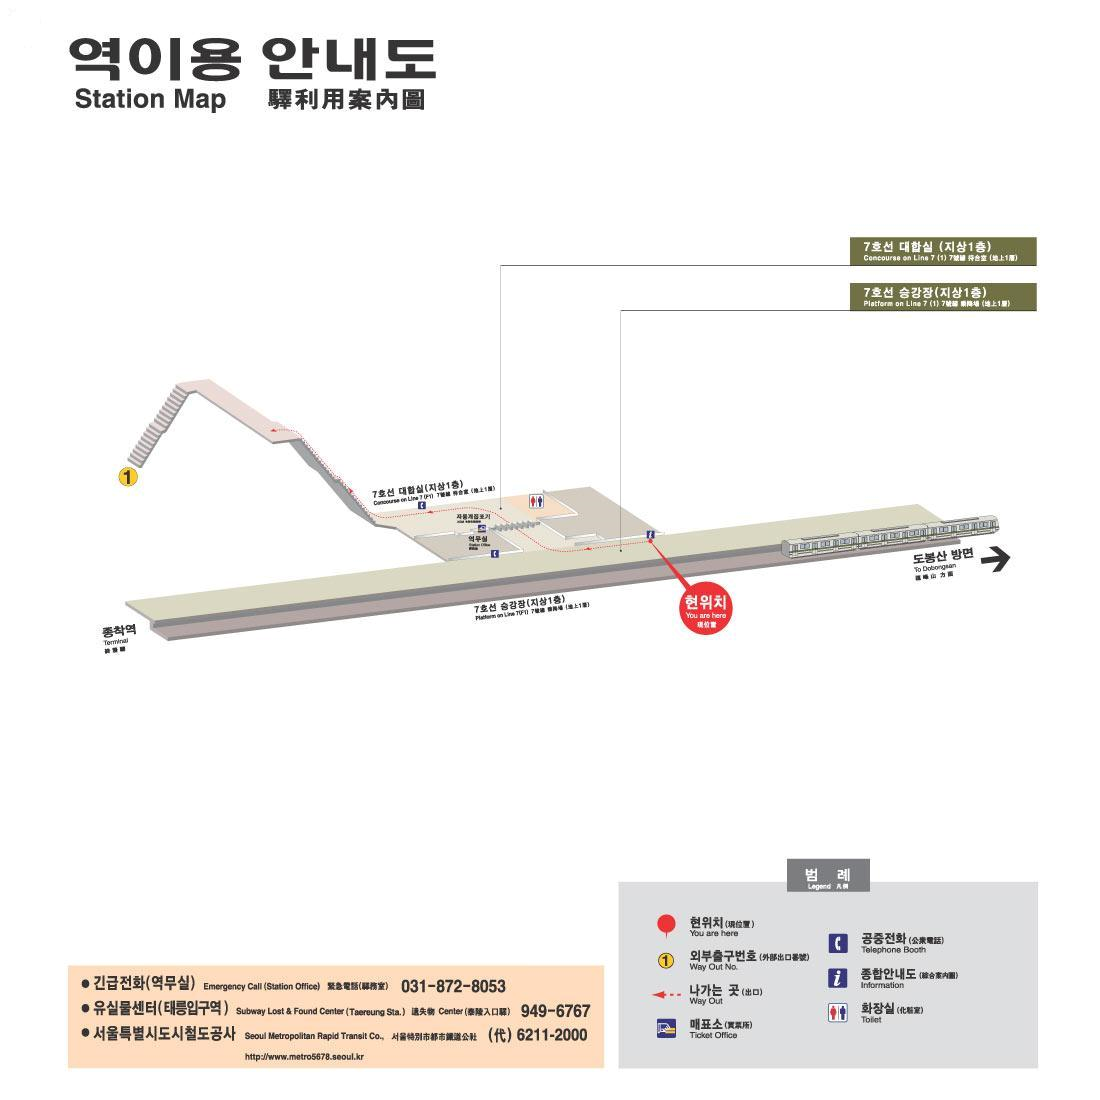 역이용 안내도
Station Map 驛利用案內圖
7호선 대합실 (지상1층)
Concourse on Line 7 (1) 7號線 待合室 (地上1層)
7호선 승강장(지상1층)
Platform on Line 7 (1) 7號線 乘降場 (地上1層)
1
7호선 대합실(지상1층)
Concourse on Line 7 (F1) 7號線 待合室 (地上1層)
자동개집표기
역무실
Station Office
도봉산 방면
To Dobongsan
道峰山 方面
현위치
You are here
現位置
7호선 승강장(지상1층)
Platform on Line 7(F1) 7號線 乘降場 (地上1層)
종착역
Terminal
終着驛
범 례
Legend 凡例
현위치(現位置)
You are here
1 외부출구번호(外部出口番號)
Way Out No.
나가는 곳(出口)
Way Out
매표소(賣票所)
Ticket Office
공중전화(公衆電話)
Telephone Booth
종합안내도(綜合案內圖)
Information
화장실(化粧室)
Toilet
● 긴급전화(역무실) Emergency Call (Station Office) 緊急電話(驛務室) 031-872-8053
● 유실물센터(태릉입구역) Subway Lost & Found Center (Taereung Sta.) 遺失物 Center (泰陵入口驛) 949-6767
● 서울특별시도시철도공사 Seoul Metropolitan Rapid Transit Co., 서울特別市都市鐵道公社 (代) 6211-2000
http://www.metro5678.seoul.kr